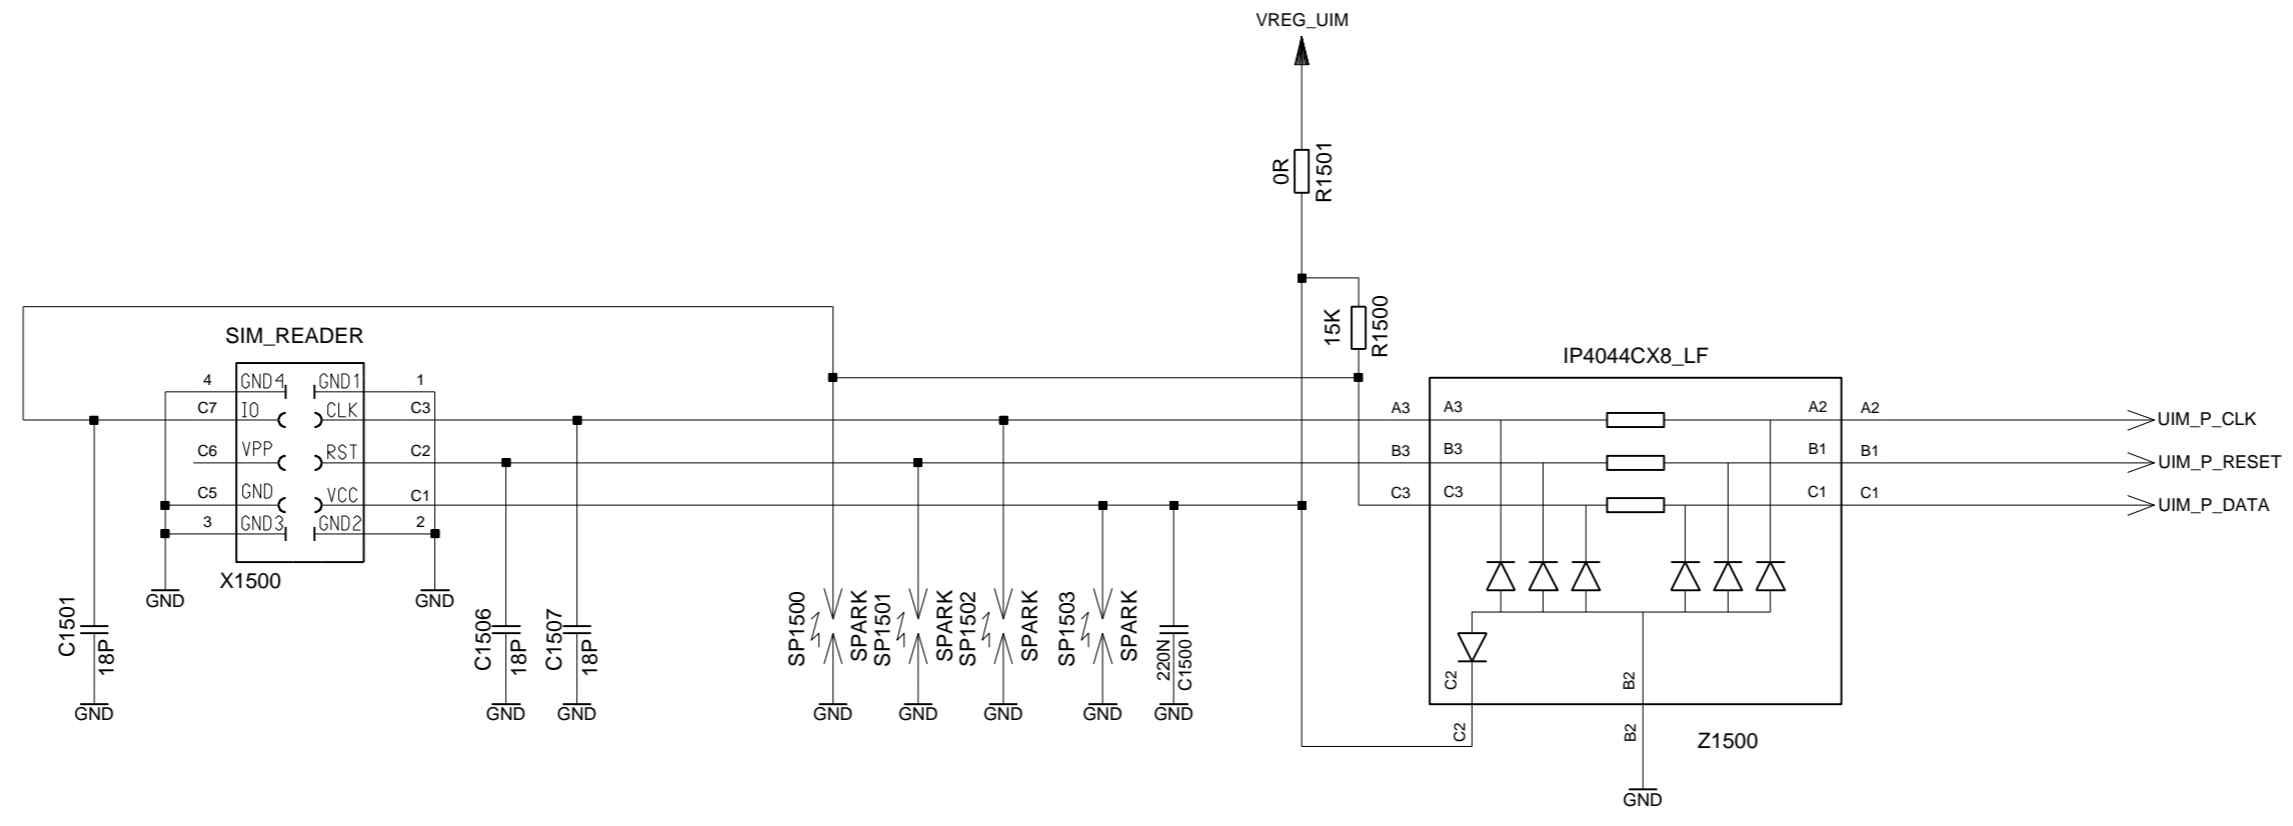 VREG_UIM
0R
R1501
15K
R1500
SIM_READER
4 GND4 GND1 1
C7 IO CLK C3
C6 VPP RST C2
C5 GND VCC C1
3 GND3 GND2 2
X1500
GND
GND
IP4044CX8_LF
A3 A3 A2 A2 UIM_P_CLK
B3 B3 B1 B1 UIM_P_RESET
C3 C3 C1 C1 UIM_P_DATA
C2
B2
C2
B2
Z1500
GND
C1501
18P
GND
C1506
18P
GND
C1507
18P
GND
SP1500
SPARK
GND
SP1501
SPARK
GND
SP1502
SPARK
GND
SP1503
SPARK
GND
220N
C1500
GND